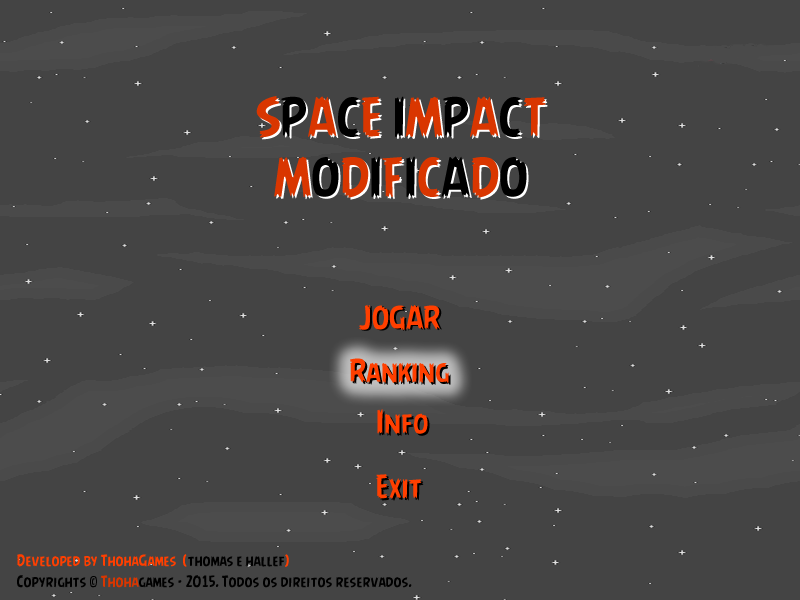 SPACE IMPACT
MODIFICADO
JOGAR
RANKING
INFO
EXIT
DEVELOPED BY THOHAGAMES (THOMAS E HALLEF)
COPYRIGHTS © THOHAGAMES - 2015. TODOS OS DIREITOS RESERVADOS.